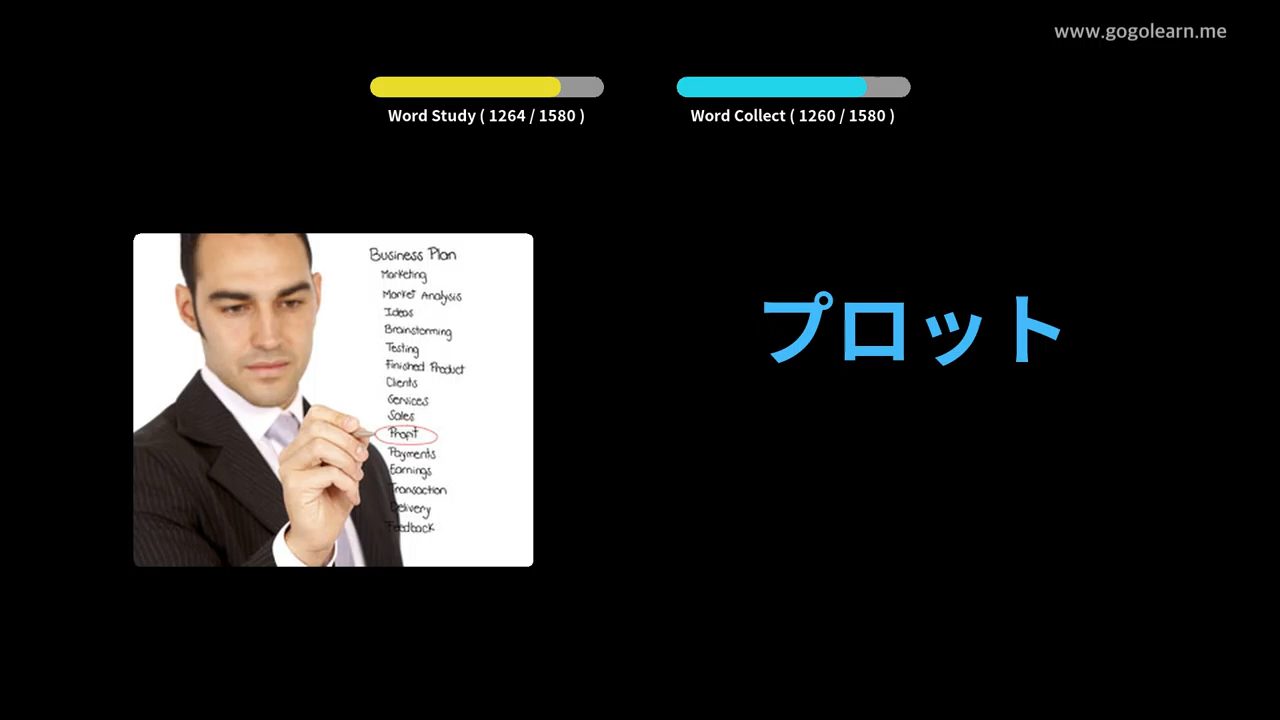 www.gogolearn.me
Word Study ( 1264 / 1580 )
Word Collect ( 1260 / 1580 )
Business Plan
Marketing
Market Analysis
Ideas
Brainstorming
Testing
Finished Product
Clients
Services
Sales
Profit
Payments
Earnings
Transaction
Delivery
Feedback
プロット